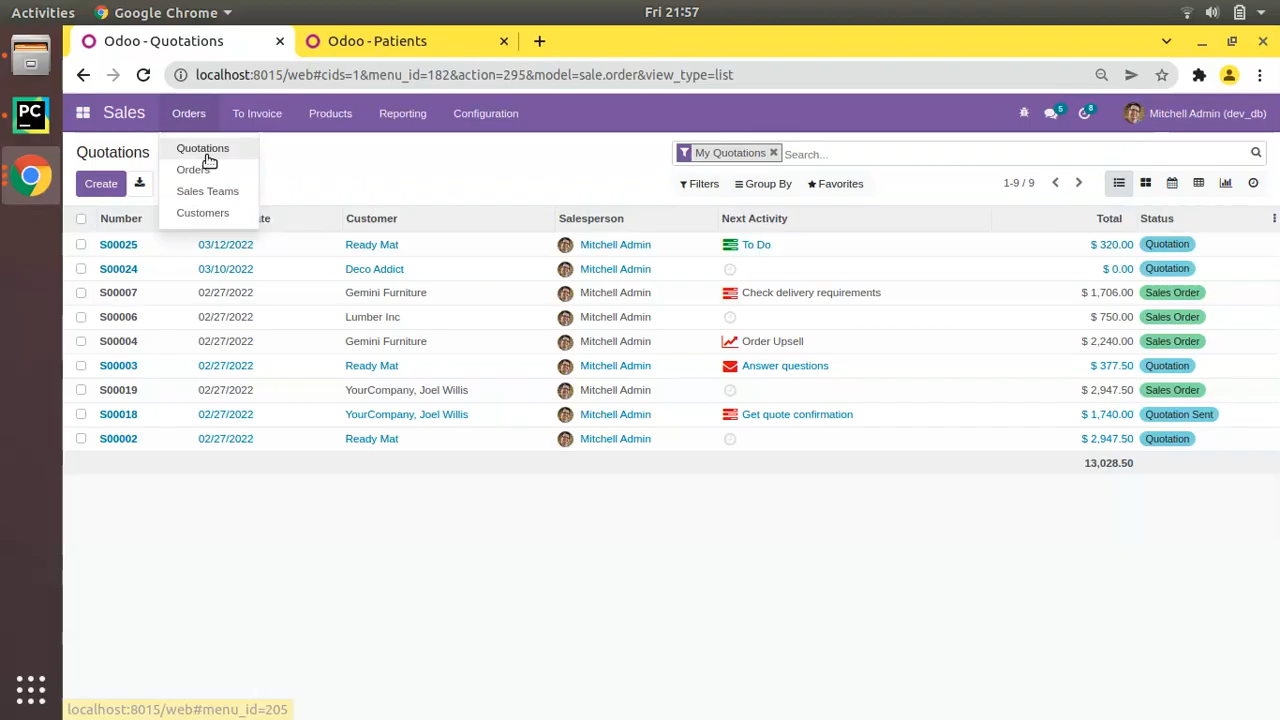 Activities Google Chrome Fri 21:57
Odoo - Quotations Odoo - Patients
localhost:8015/web#cids=1&menu_id=182&action=295&model=sale.order&view_type=list
Sales Orders To Invoice Products Reporting Configuration 5 8 Mitchell Admin (dev_db)
Quotations Quotations My Quotations Search...
Orders
Create Sales Teams Filters Group By Favorites 1-9 / 9
Customers
Number te Customer Salesperson Next Activity Total Status
S00025 03/12/2022 Ready Mat Mitchell Admin To Do $ 320.00 Quotation
S00024 03/10/2022 Deco Addict Mitchell Admin $ 0.00 Quotation
S00007 02/27/2022 Gemini Furniture Mitchell Admin Check delivery requirements $ 1,706.00 Sales Order
S00006 02/27/2022 Lumber Inc Mitchell Admin $ 750.00 Sales Order
S00004 02/27/2022 Gemini Furniture Mitchell Admin Order Upsell $ 2,240.00 Sales Order
S00003 02/27/2022 Ready Mat Mitchell Admin Answer questions $ 377.50 Quotation
S00019 02/27/2022 YourCompany, Joel Willis Mitchell Admin $ 2,947.50 Sales Order
S00018 02/27/2022 YourCompany, Joel Willis Mitchell Admin Get quote confirmation $ 1,740.00 Quotation Sent
S00002 02/27/2022 Ready Mat Mitchell Admin $ 2,947.50 Quotation
13,028.50
localhost:8015/web#menu_id=205
PC